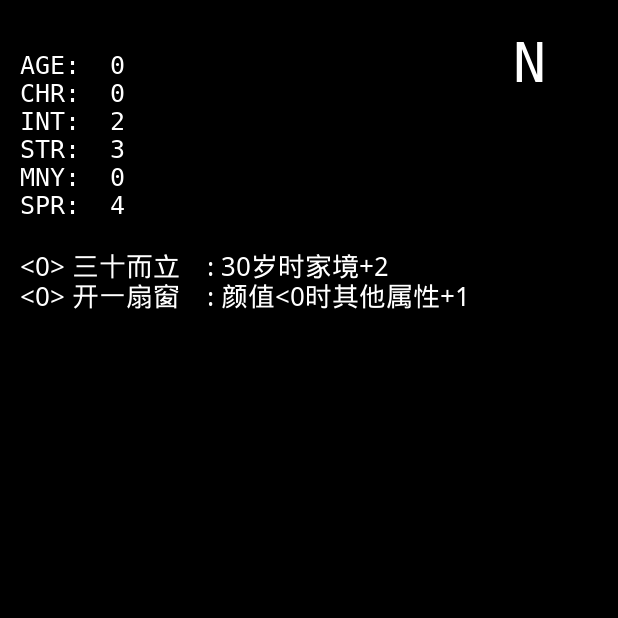 N
AGE: 0
CHR: 0
INT: 2
STR: 3
MNY: 0
SPR: 4
<0> 三十而立 : 30岁时家境+2
<0> 开一扇窗 : 颜值<0时其他属性+1